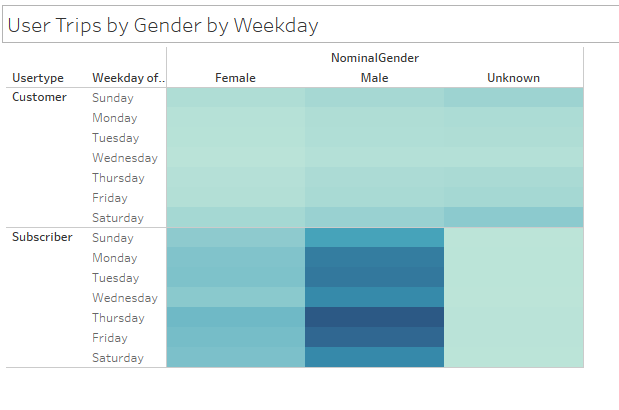 User Trips by Gender by Weekday
NominalGender
Usertype Weekday of.. Female Male Unknown
Customer Sunday
Monday
Tuesday
Wednesday
Thursday
Friday
Saturday
Subscriber Sunday
Monday
Tuesday
Wednesday
Thursday
Friday
Saturday